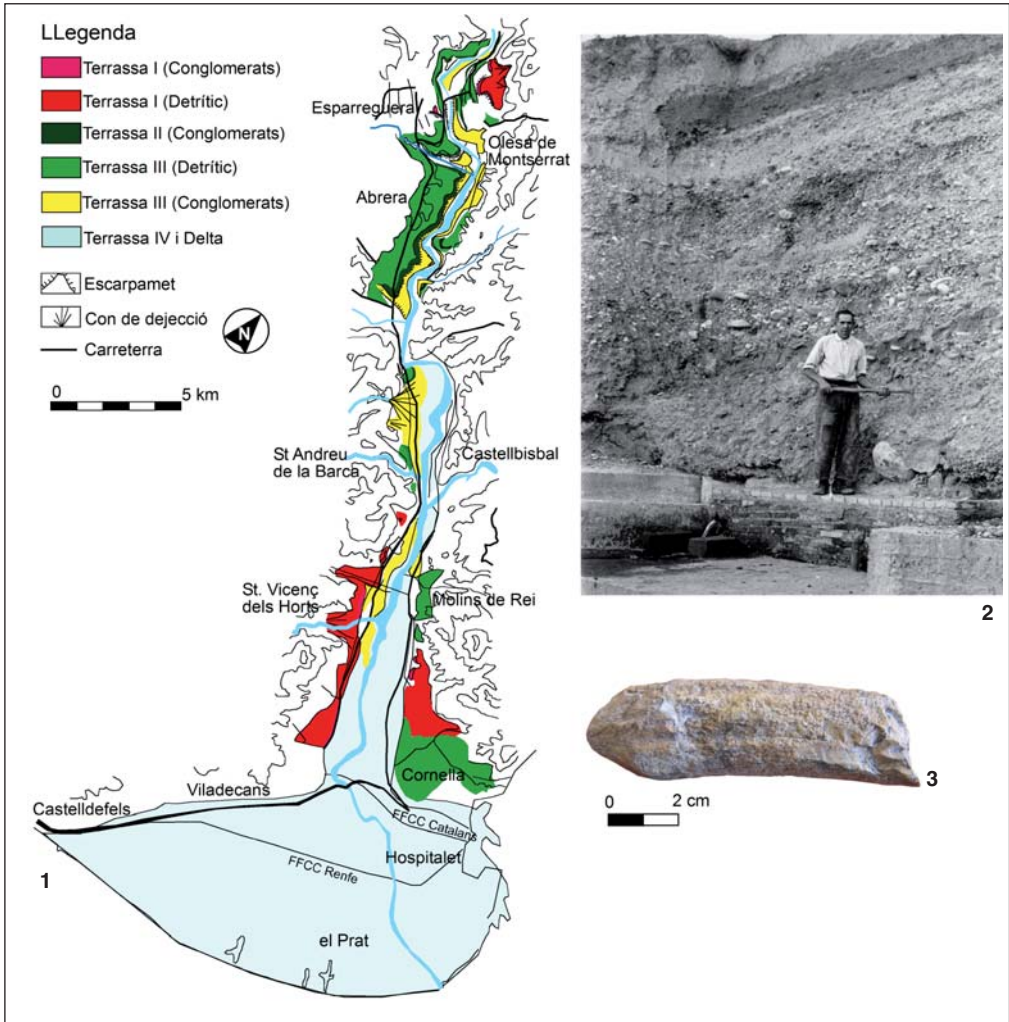 LLegenda
Terrassa I (Conglomerats)
Terrassa I (Detrític)
Terrassa II (Conglomerats)
Terrassa III (Detrític)
Terrassa III (Conglomerats)
Terrassa IV i Delta
Escarpamet
Con de dejecció
N
Carreterra
0 5 km
Esparreguera
Olesa de
Montserrat
Abrera
St Andreu
de la Barca
Castellbisbal
St. Vicenç
dels Horts
Molins de Rei
Cornella
Viladecans
Castelldefels
FFCC Catalans
Hospitalet
FFCC Renfe
el Prat
1
2
3
0 2 cm